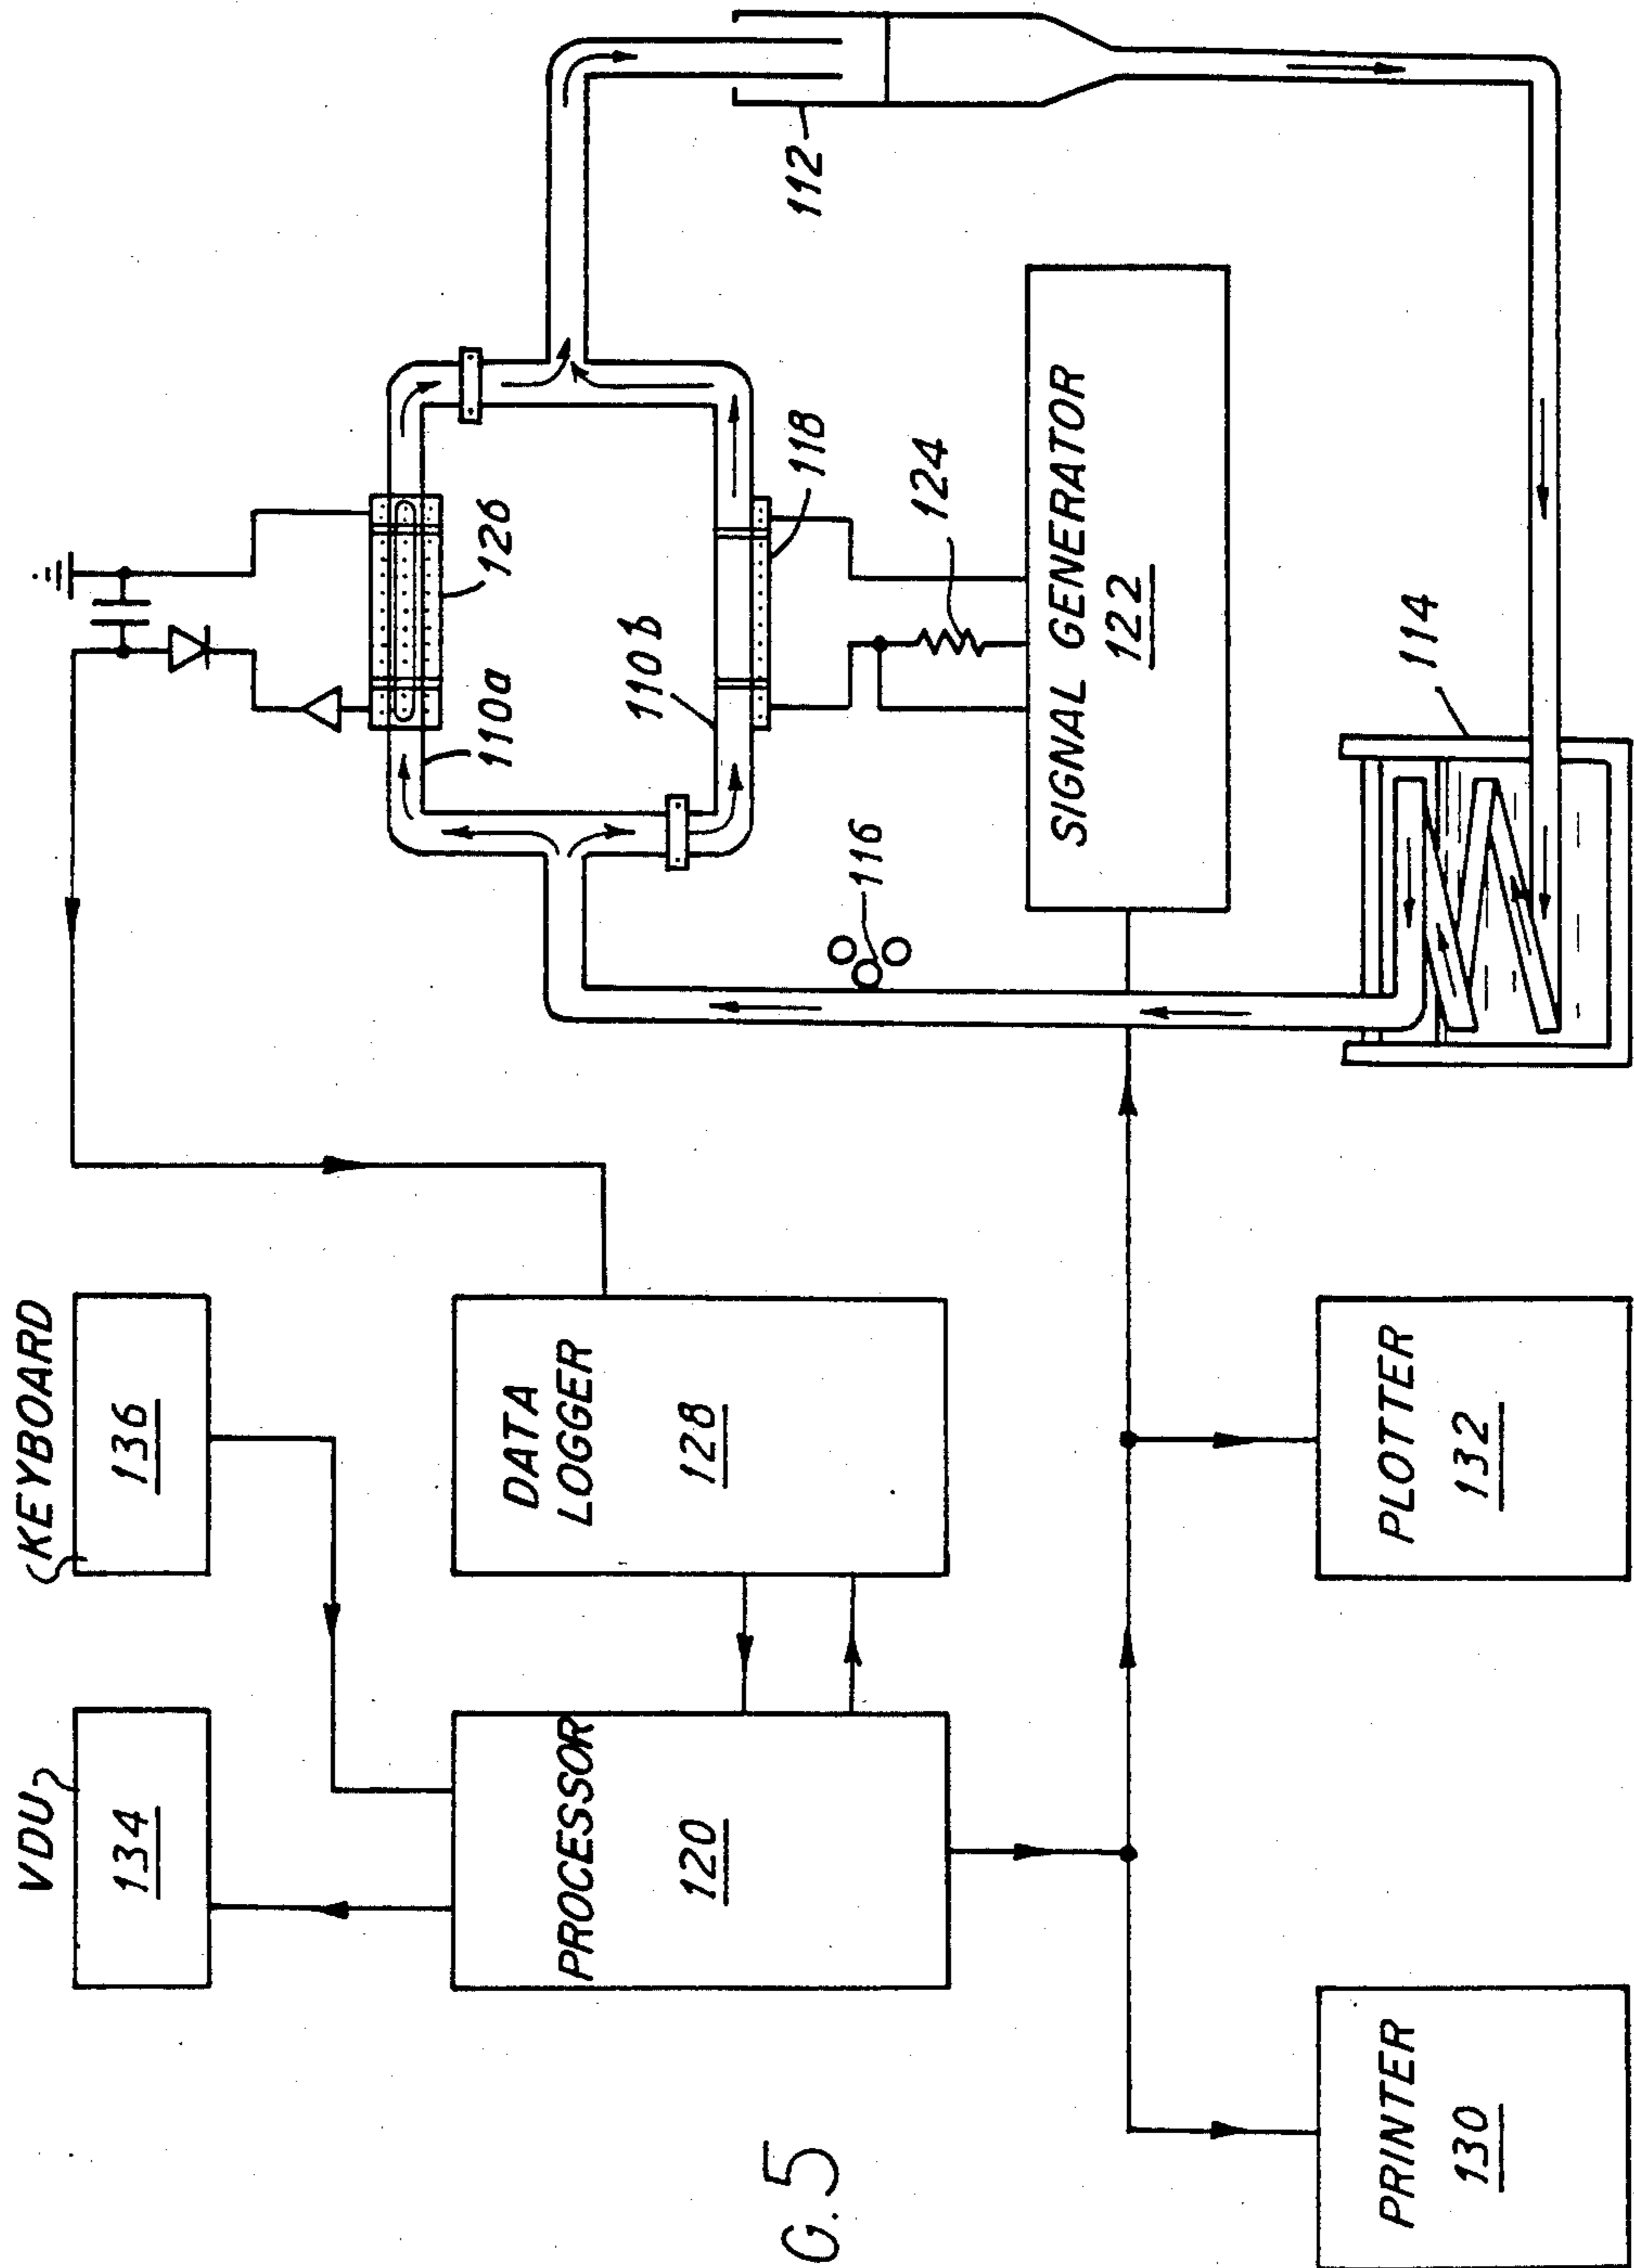 VDU
134
KEYBOARD
136
PROCESSOR
120
DATA
LOGGER
128
PRINTER
130
PLOTTER
132
110a
126
110b
118
116
124
SIGNAL GENERATOR
122
112
114
G.5